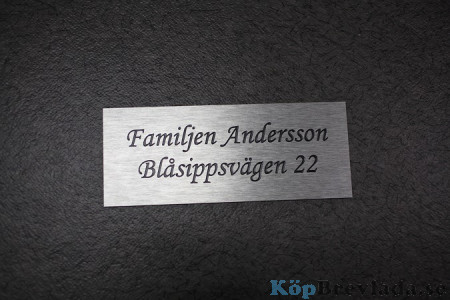 Familjen Andersson
Blåsippsvägen 22
KöpBrevlada.se